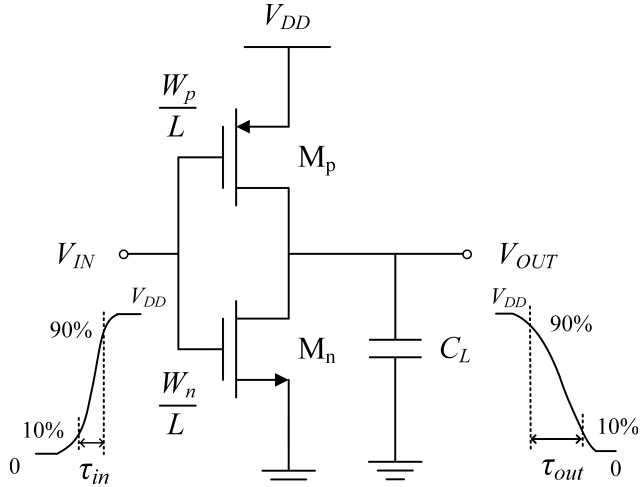 V_DD
W_p
L
M_p
V_IN
V_OUT
V_DD
90%
10%
0
τ_in
M_n
W_n
L
C_L
V_DD
90%
10%
τ_out
0